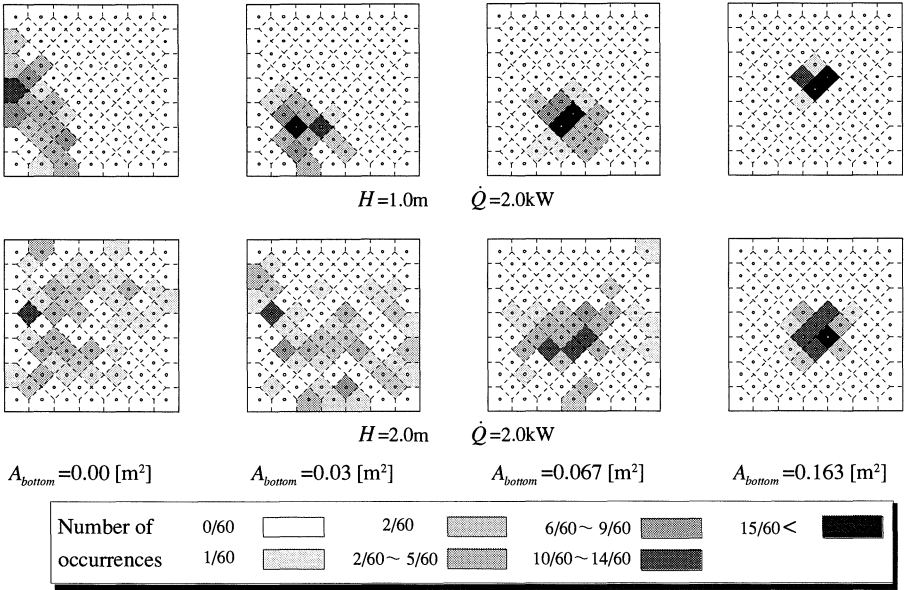 H=1.0m Q̇=2.0kW
H=2.0m Q̇=2.0kW
A_bottom=0.00 [m²] A_bottom=0.03 [m²] A_bottom=0.067 [m²] A_bottom=0.163 [m²]
Number of occurrences
0/60 2/60 6/60~ 9/60 15/60<
1/60 2/60~ 5/60 10/60~14/60